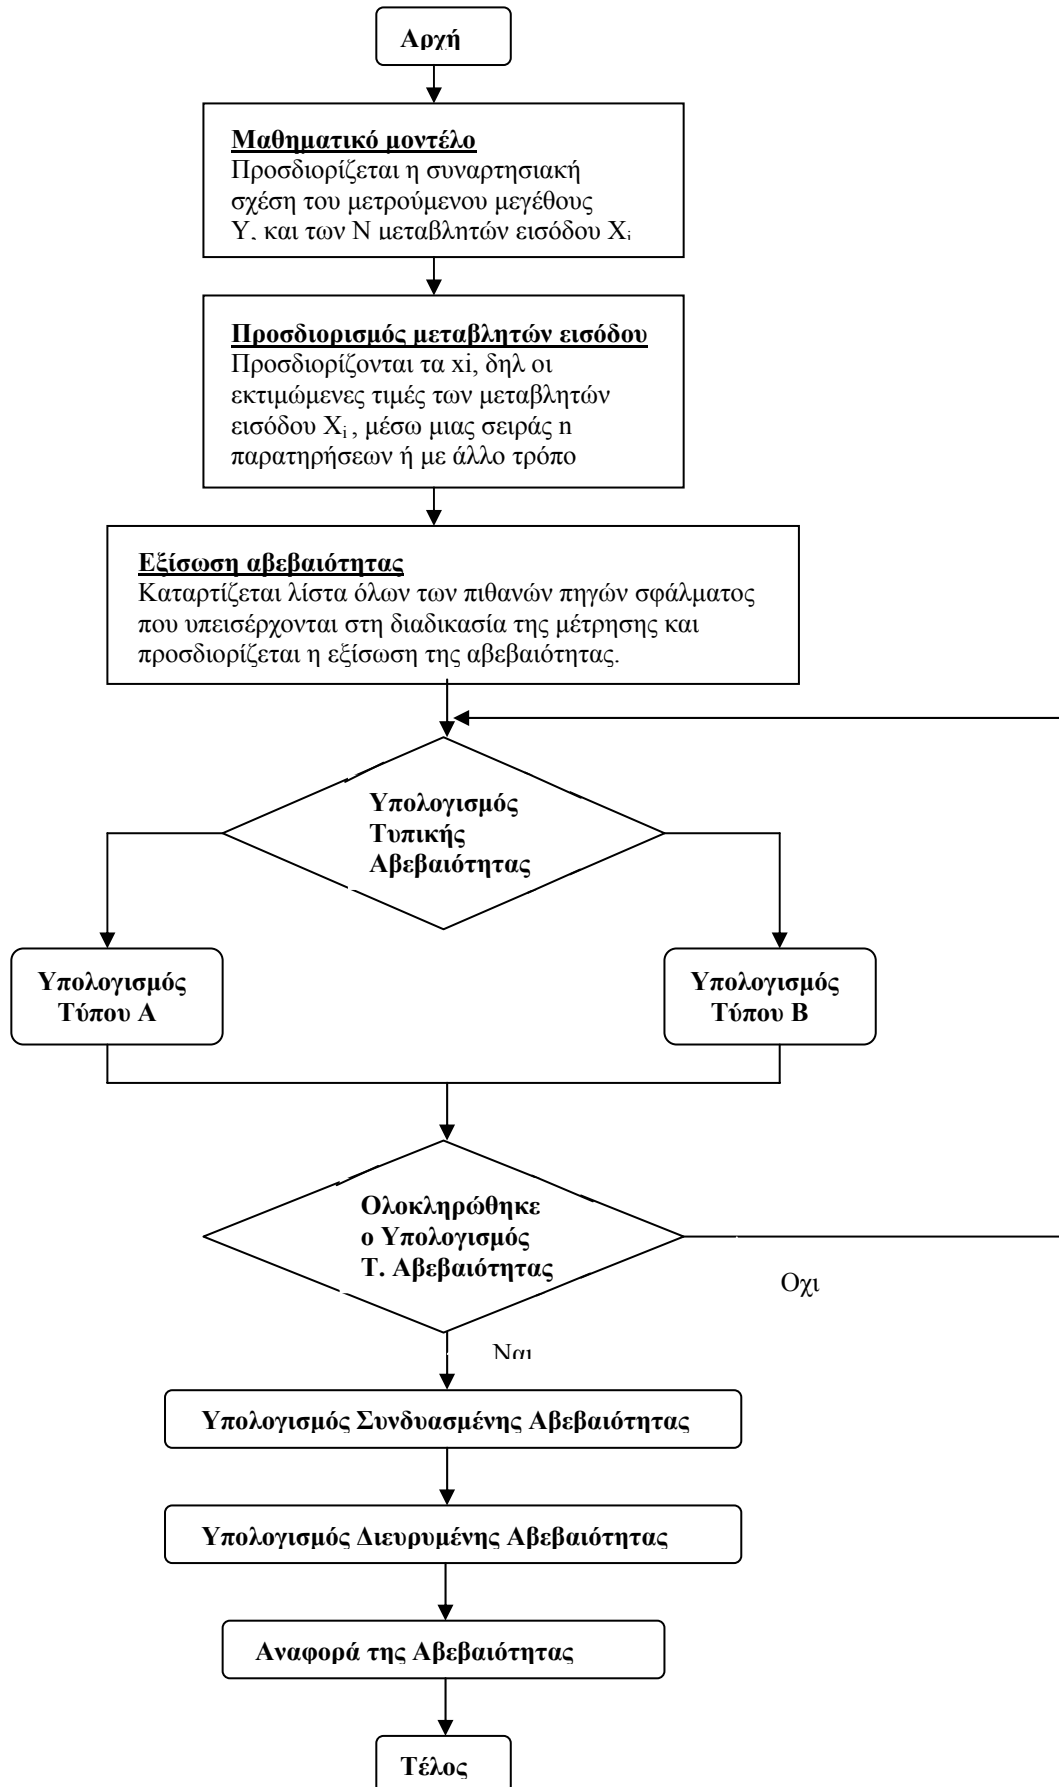 Αρχή
Μαθηματικό μοντέλο
Προσδιορίζεται η συναρτησιακή
σχέση του μετρούμενου μεγέθους
Υ, και των Ν μεταβλητών εισόδου Xᵢ
Προσδιορισμός μεταβλητών εισόδου
Προσδιορίζονται τα xi, δηλ οι
εκτιμώμενες τιμές των μεταβλητών
εισόδου Xᵢ , μέσω μιας σειράς n
παρατηρήσεων ή με άλλο τρόπο
Εξίσωση αβεβαιότητας
Καταρτίζεται λίστα όλων των πιθανών πηγών σφάλματος
που υπεισέρχονται στη διαδικασία της μέτρησης και
προσδιορίζεται η εξίσωση της αβεβαιότητας.
Υπολογισμός
Τυπικής
Αβεβαιότητας
Υπολογισμός
Τύπου Α
Υπολογισμός
Τύπου Β
Ολοκληρώθηκε
ο Υπολογισμός
Τ. Αβεβαιότητας
Οχι
Ναι
Υπολογισμός Συνδυασμένης Αβεβαιότητας
Υπολογισμός Διευρυμένης Αβεβαιότητας
Αναφορά της Αβεβαιότητας
Τέλος